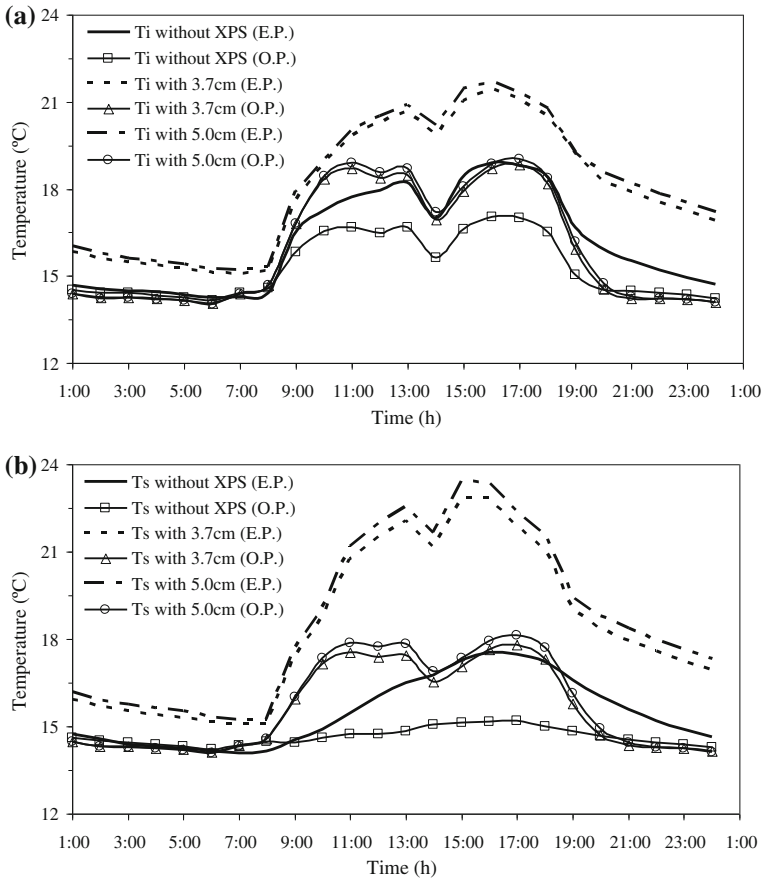 (a)
24
21
18
15
12
Temperature (ºC)
Ti without XPS (E.P.)
Ti without XPS (O.P.)
Ti with 3.7cm (E.P.)
Ti with 3.7cm (O.P.)
Ti with 5.0cm (E.P.)
Ti with 5.0cm (O.P.)
1:00 3:00 5:00 7:00 9:00 11:00 13:00 15:00 17:00 19:00 21:00 23:00 1:00
Time (h)
(b)
24
21
18
15
12
Temperature (ºC)
Ts without XPS (E.P.)
Ts without XPS (O.P.)
Ts with 3.7cm (E.P.)
Ts with 3.7cm (O.P.)
Ts with 5.0cm (E.P.)
Ts with 5.0cm (O.P.)
1:00 3:00 5:00 7:00 9:00 11:00 13:00 15:00 17:00 19:00 21:00 23:00 1:00
Time (h)